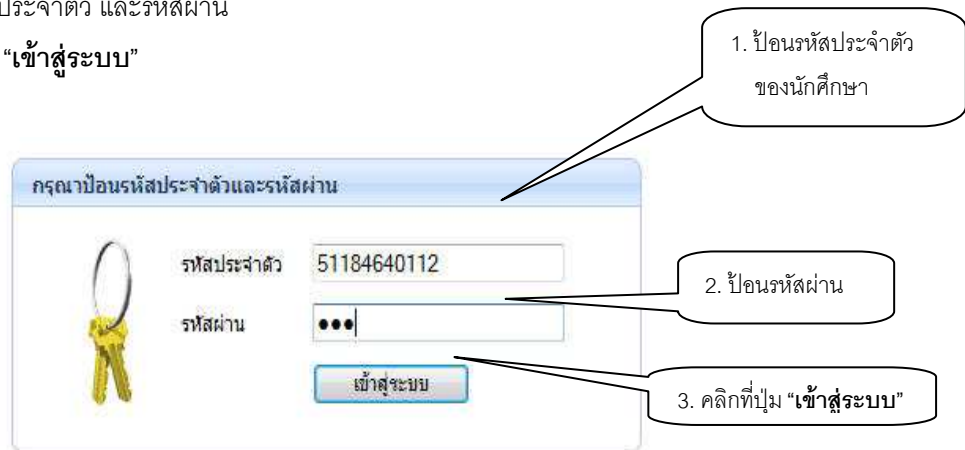 ประจำตัว และรหัสผ่าน
“เข้าสู่ระบบ”
1. ป้อนรหัสประจำตัว
ของนักศึกษา
กรุณาป้อนรหัสประจำตัวและรหัสผ่าน
รหัสประจำตัว 51184640112
2. ป้อนรหัสผ่าน
รหัสผ่าน •••
เข้าสู่ระบบ
3. คลิกที่ปุ่ม “เข้าสู่ระบบ”